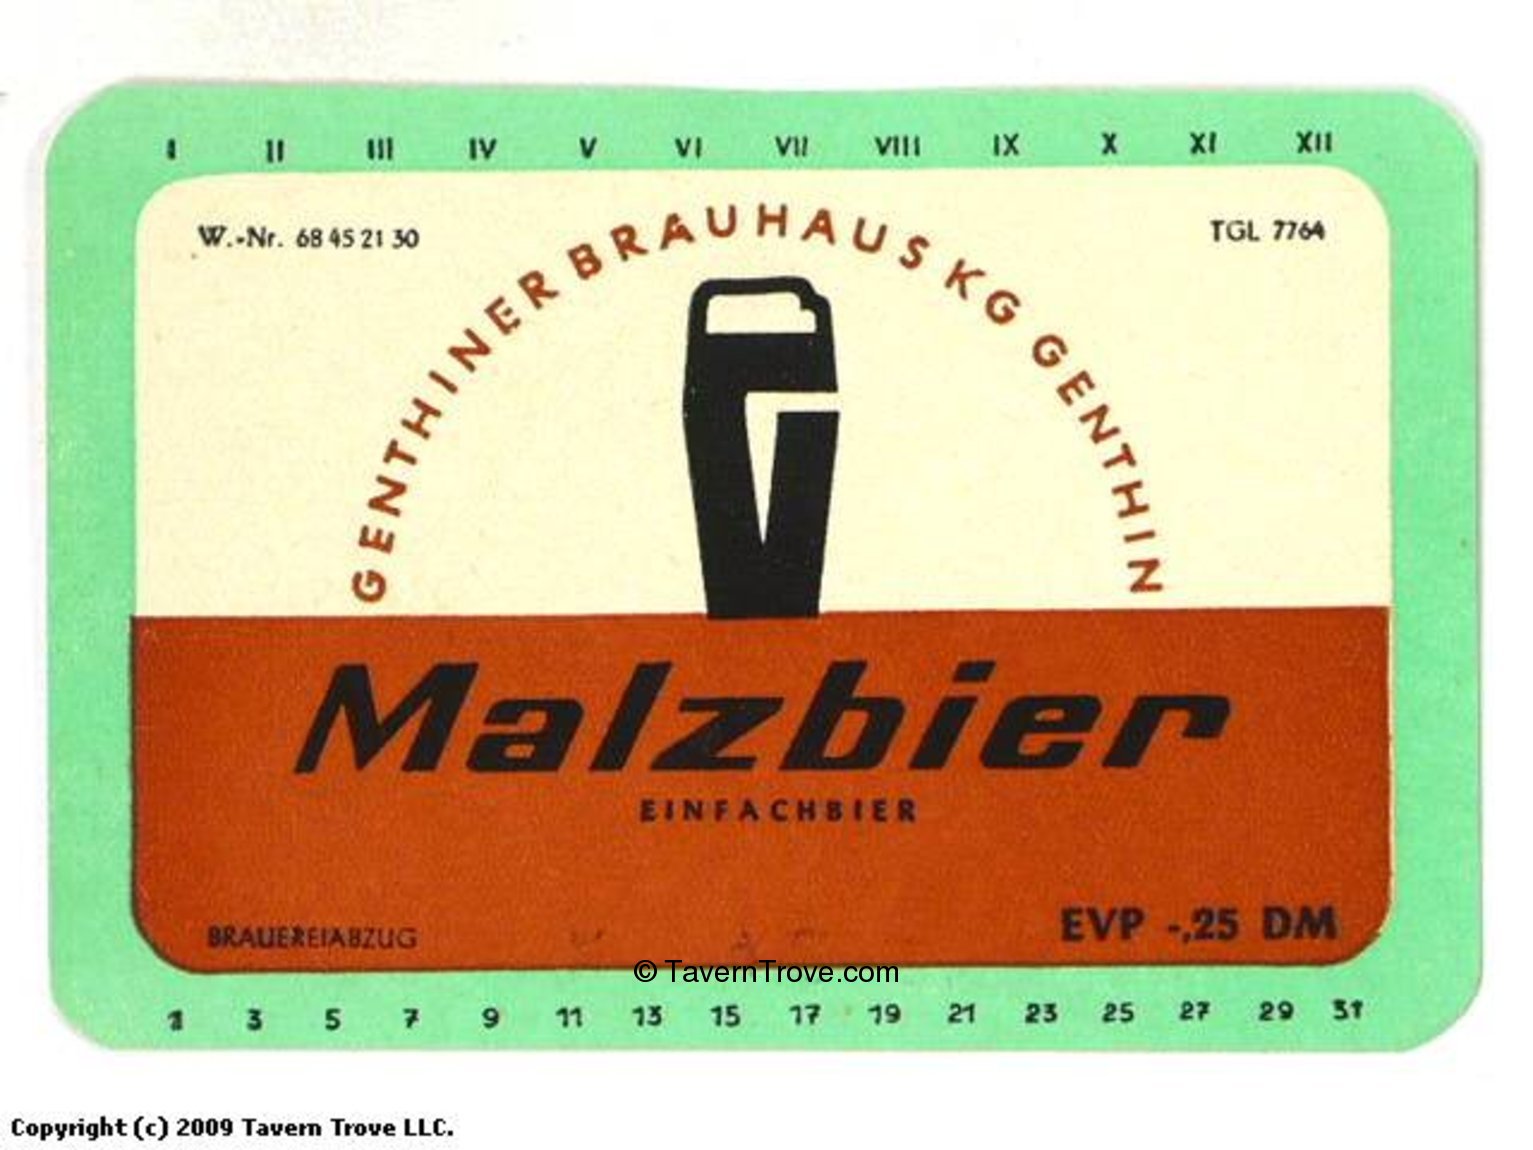 I II III IV V VI VII VIII IX X XI XII
W.-Nr. 68 45 21 30
TGL 7764
GENTHINER BRAUHAUS KG GENTHIN
Malzbier
EINFACHBIER
BRAUEREIABZUG
EVP -,25 DM
© TavernTrove.com
1 3 5 7 9 11 13 15 17 19 21 23 25 27 29 31
Copyright (c) 2009 Tavern Trove LLC.